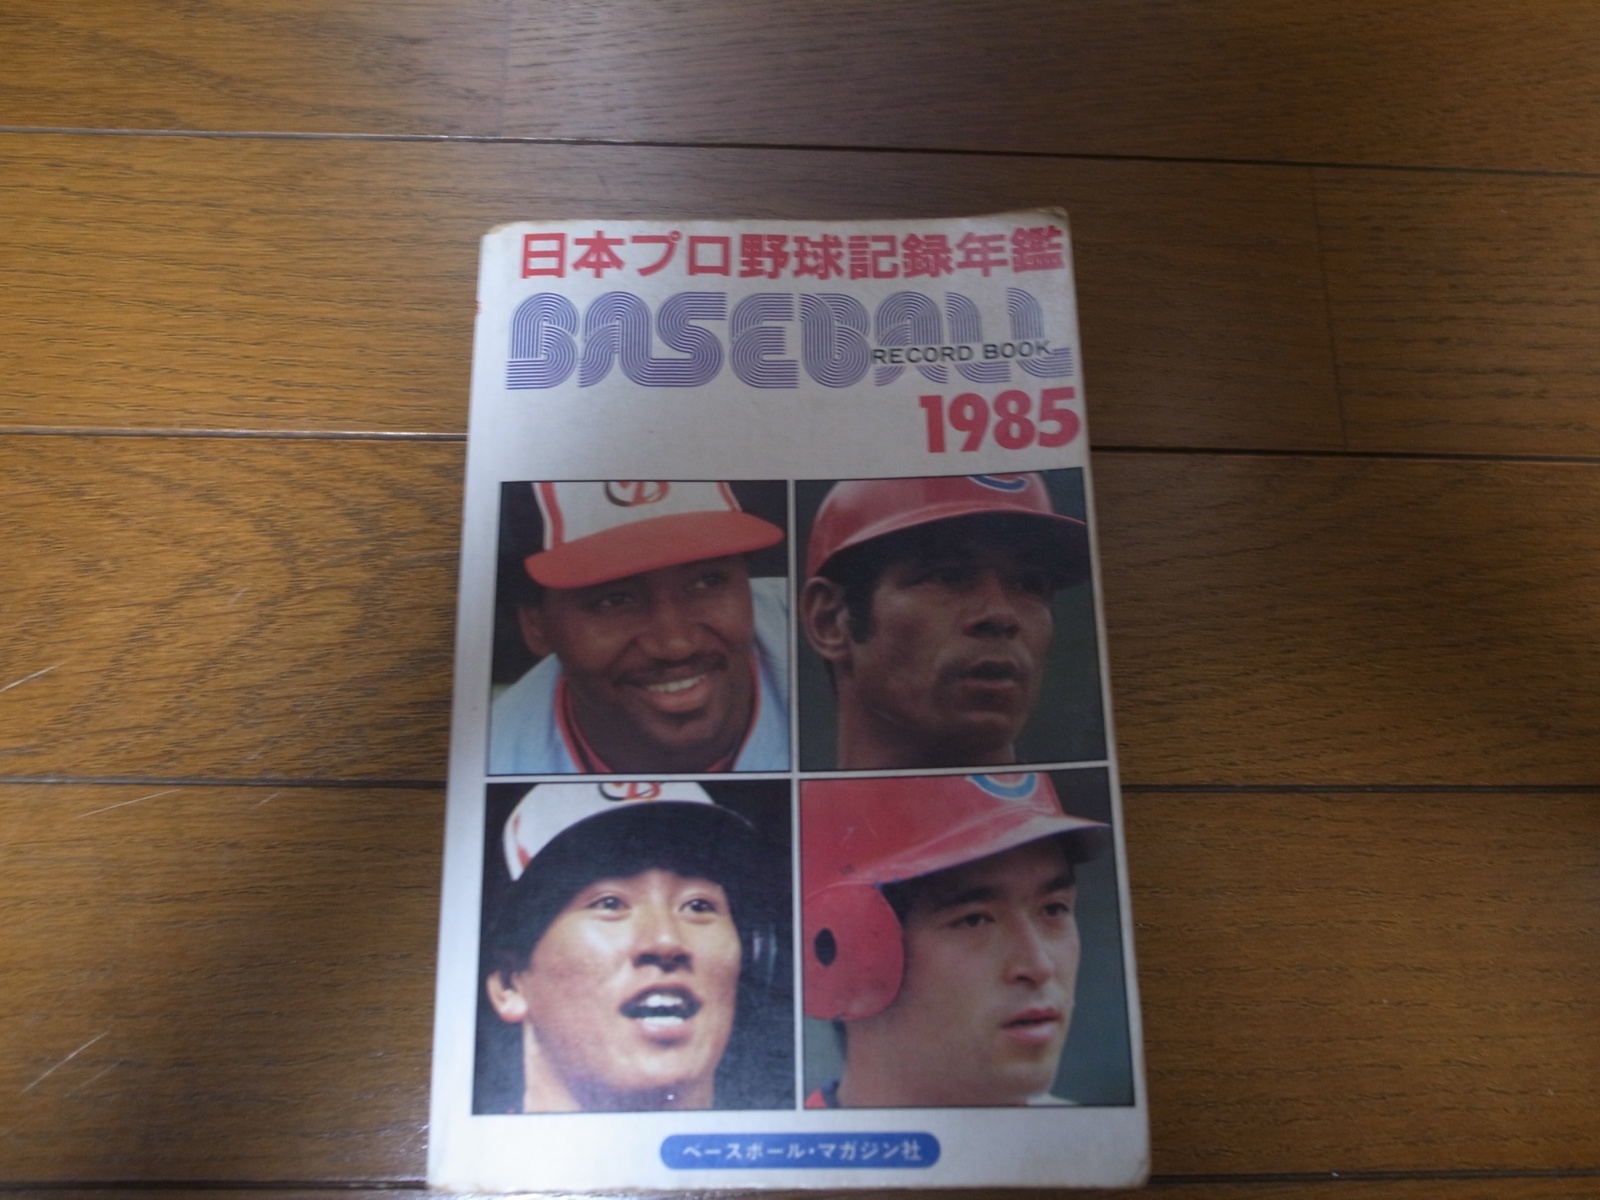 日本プロ野球記録年鑑
BASEBALL
RECORD BOOK
1985
ベースボール・マガジン社